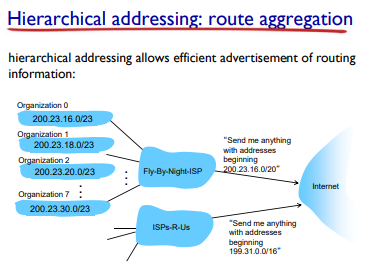 Hierarchical addressing: route aggregation
hierarchical addressing allows efficient advertisement of routing
information:
Organization 0
200.23.16.0/23
Organization 1
200.23.18.0/23
Organization 2
200.23.20.0/23
Organization 7
200.23.30.0/23
Fly-By-Night-ISP
"Send me anything
with addresses
beginning
200.23.16.0/20"
Internet
ISPs-R-Us
"Send me anything
with addresses
beginning
199.31.0.0/16"